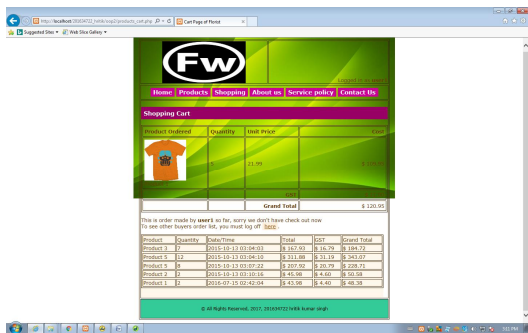 http://localhost/201634722_hritik/oop2/products_cart.php
Cart Page of Florist
Suggested Sites
Web Slice Gallery
Fw
Logged in as user1
Home Products Shopping About us Service policy Contact Us
Shopping Cart
Product Ordered Quantity Unit Price Cost
5 21.99
GST
Grand Total $ 120.95
This is order made by user1 so far, sorry we don't have check out now
To see other buyers order list, you must log off here .
Product Quantity Date/Time Total GST Grand Total
Product 3 7 2015-10-13 03:04:03 $ 167.93 $ 16.79 $ 184.72
Product 5 12 2015-10-13 03:04:10 $ 311.88 $ 31.19 $ 343.07
Product 5 8 2015-10-13 03:07:22 $ 207.92 $ 20.79 $ 228.71
Product 2 2 2015-10-13 03:10:16 $ 45.98 $ 4.60 $ 50.58
Product 1 2 2016-07-15 02:42:04 $ 43.98 $ 4.40 $ 48.38
© All Rights Reserved, 2017, 201634722 hritik kumar singh
5:02 PM